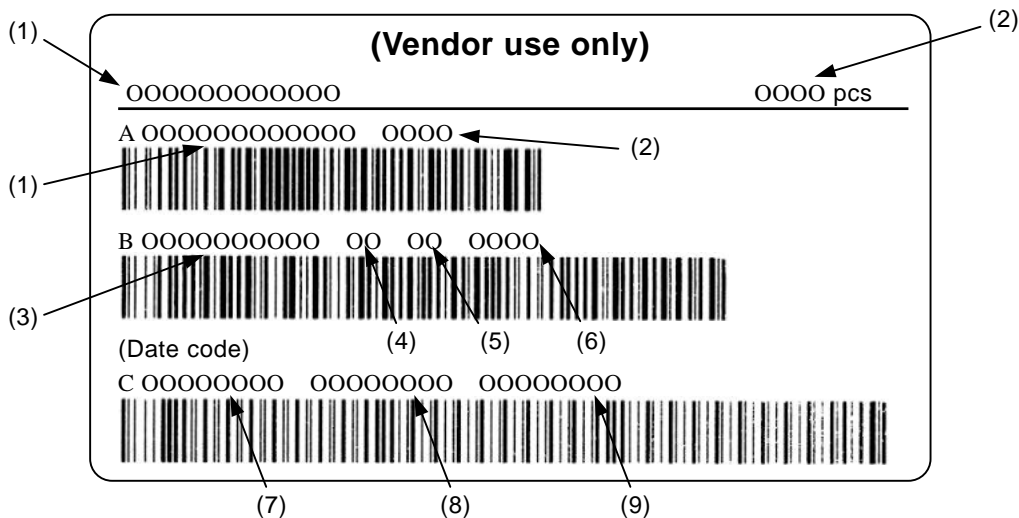 (1)
(Vendor use only)
(2)
OOOOOOOOOOOO OOOO pcs
A OOOOOOOOOOOO OOOO
(2)
(1)
B OOOOOOOOOO OO OO OOOO
(3)
(4) (5) (6)
(Date code)
C OOOOOOOO OOOOOOOO OOOOOOOO
(7) (8) (9)